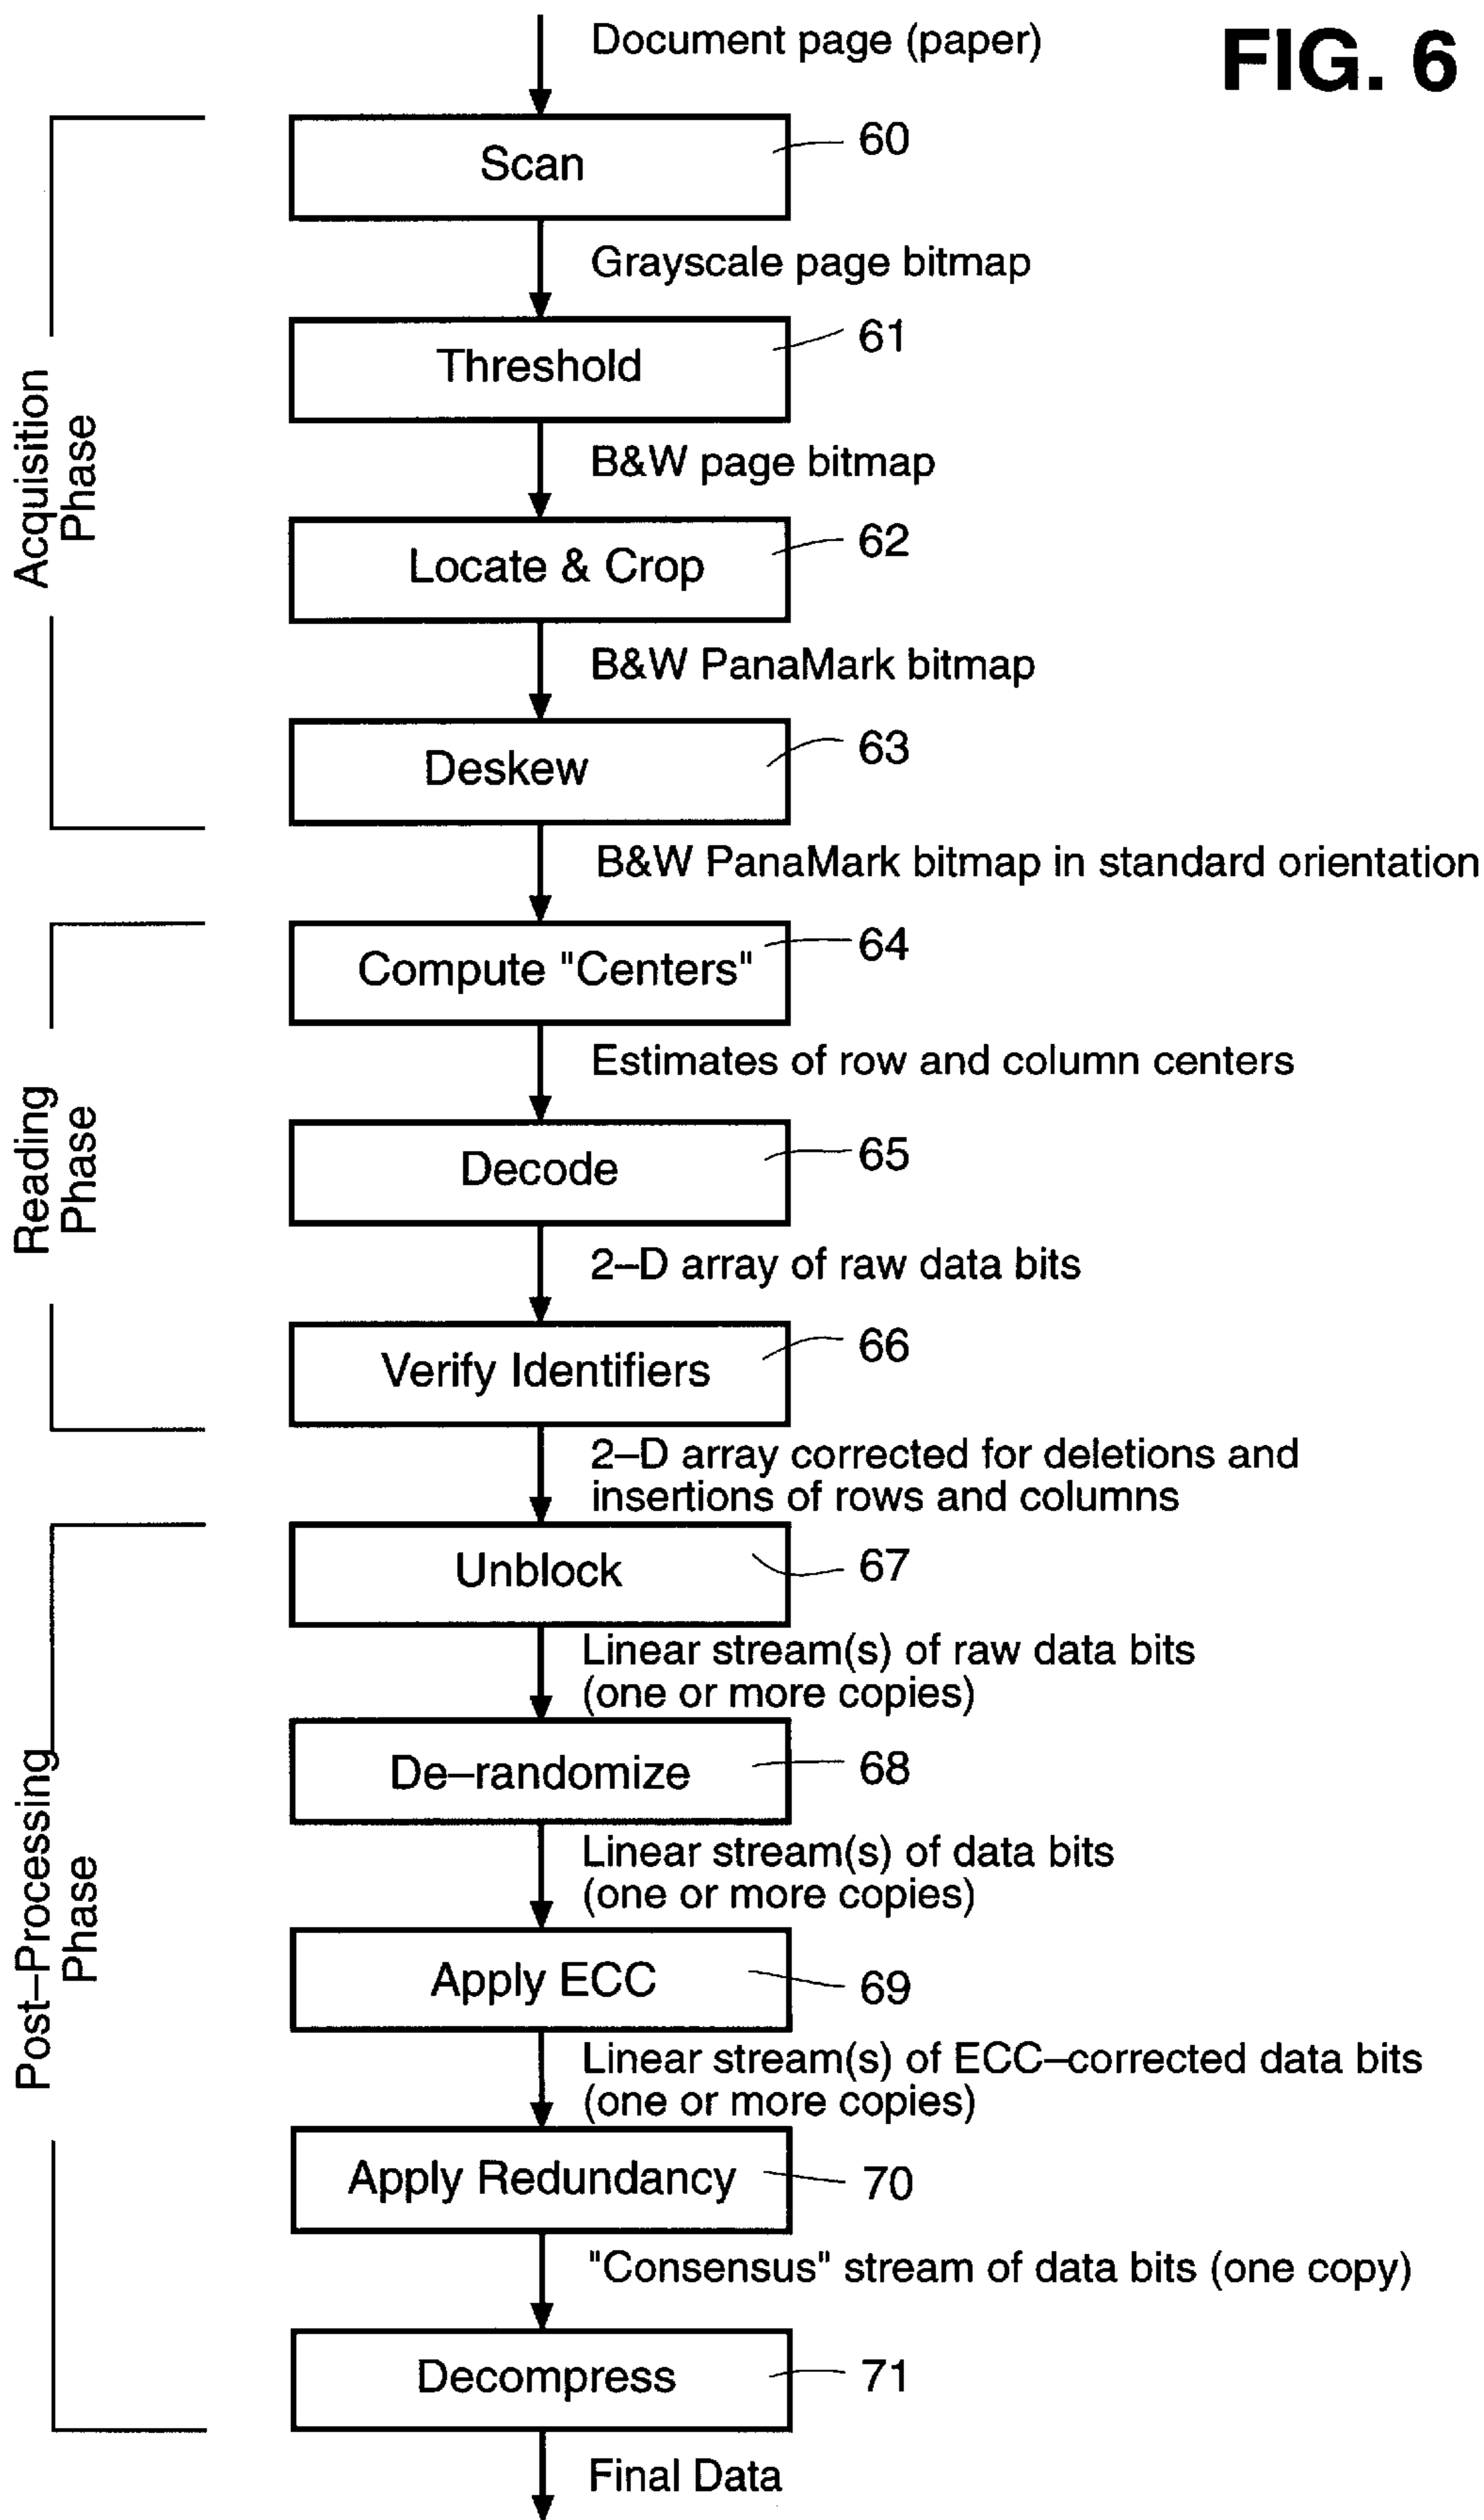 FIG. 6
Document page (paper)
Scan
60
Grayscale page bitmap
Threshold
61
B&W page bitmap
Acquisition
Phase
Locate & Crop
62
B&W PanaMark bitmap
Deskew
63
B&W PanaMark bitmap in standard orientation
Compute "Centers"
64
Estimates of row and column centers
Reading
Phase
Decode
65
2–D array of raw data bits
Verify Identifiers
66
2–D array corrected for deletions and
insertions of rows and columns
Unblock
67
Linear stream(s) of raw data bits
(one or more copies)
De–randomize
68
Linear stream(s) of data bits
(one or more copies)
Post–Processing
Phase
Apply ECC
69
Linear stream(s) of ECC–corrected data bits
(one or more copies)
Apply Redundancy
70
"Consensus" stream of data bits (one copy)
Decompress
71
Final Data